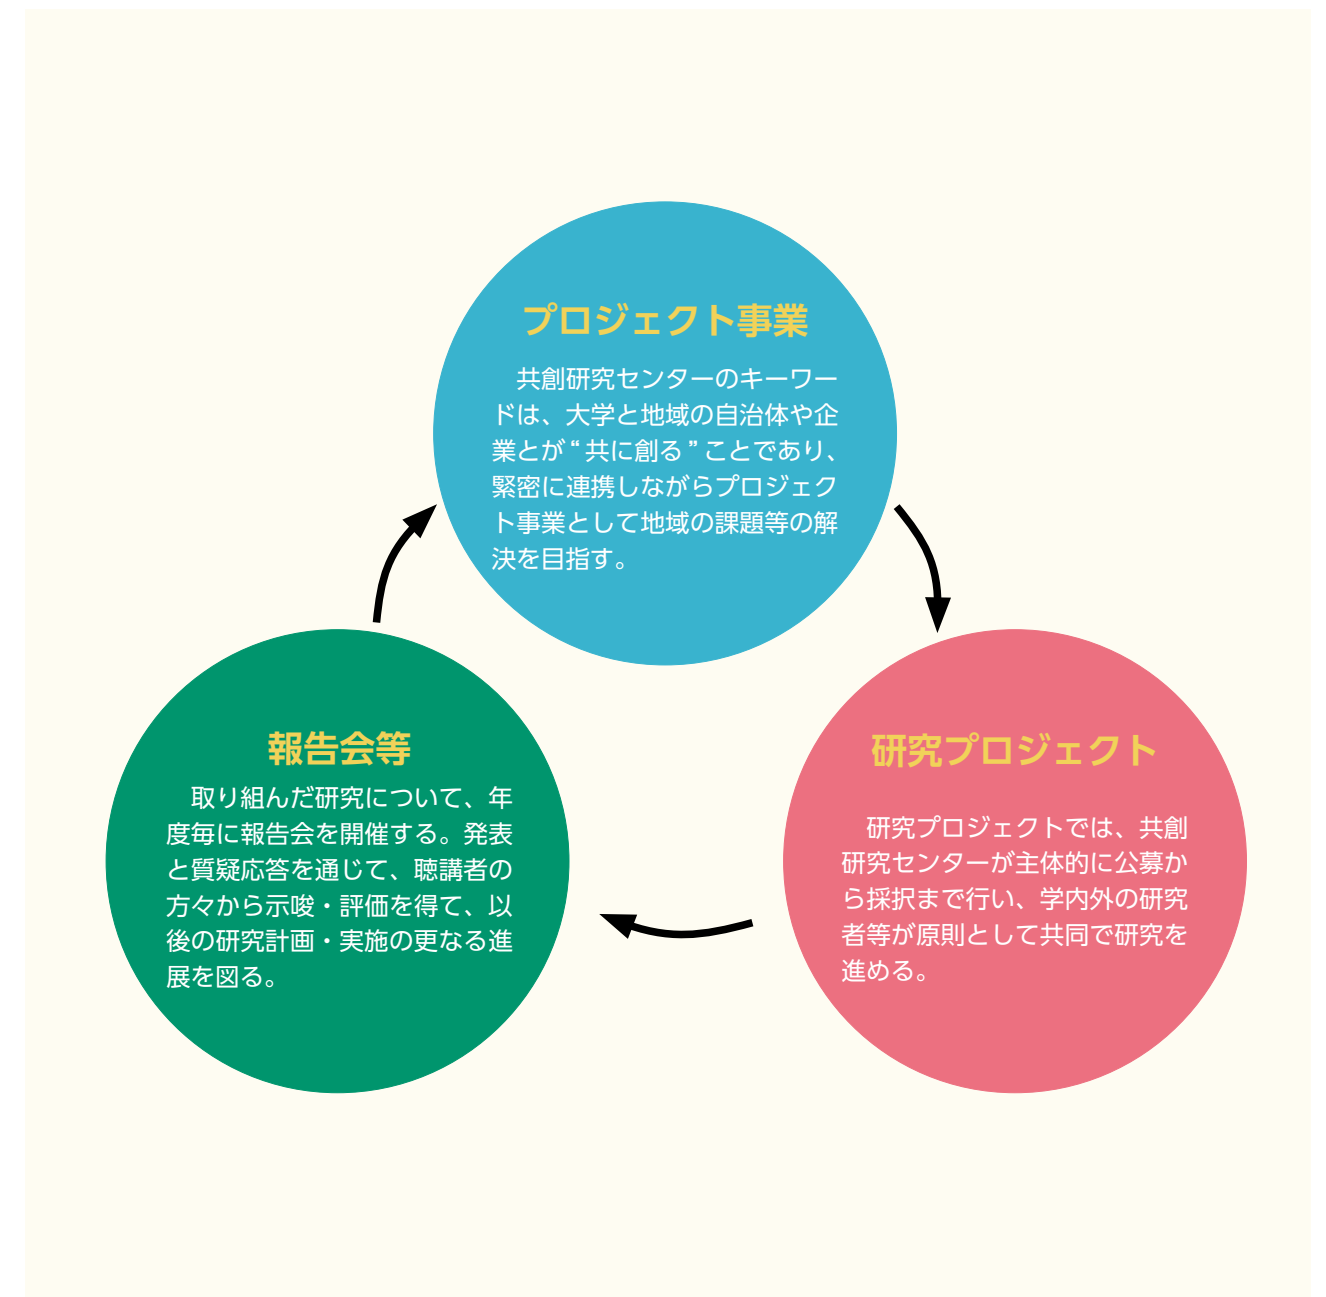 プロジェクト事業
　共創研究センターのキーワー
ドは、大学と地域の自治体や企
業とが“共に創る”ことであり、
緊密に連携しながらプロジェク
ト事業として地域の課題等の解
決を目指す。
報告会等
　取り組んだ研究について、年
度毎に報告会を開催する。発表
と質疑応答を通じて、聴講者の
方々から示唆・評価を得て、以
後の研究計画・実施の更なる進
展を図る。
研究プロジェクト
　研究プロジェクトでは、共創
研究センターが主体的に公募か
ら採択まで行い、学内外の研究
者等が原則として共同で研究を
進める。